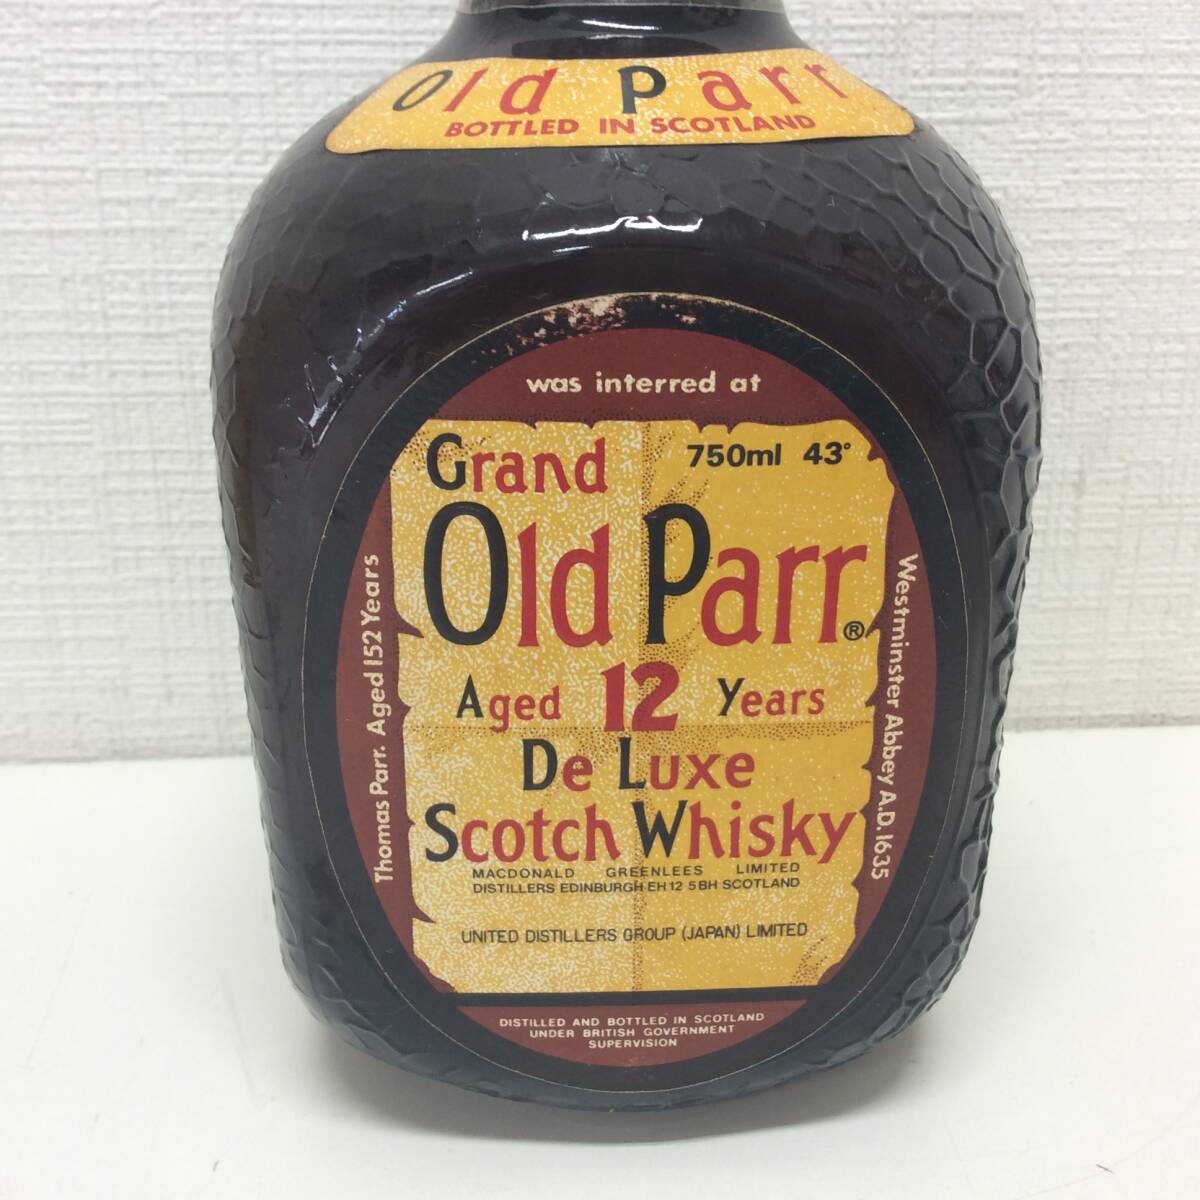 Old Parr
BOTTLED IN SCOTLAND
was interred at
Grand
750ml 43°
Old Parr®
Aged 12 Years
De Luxe
Scotch Whisky
MACDONALD GREENLEES LIMITED
DISTILLERS EDINBURGH EH12 5BH SCOTLAND
UNITED DISTILLERS GROUP (JAPAN) LIMITED
Thomas Parr. Aged 152 Years
Westminster Abbey A.D. 1635
DISTILLED AND BOTTLED IN SCOTLAND
UNDER BRITISH GOVERNMENT
SUPERVISION